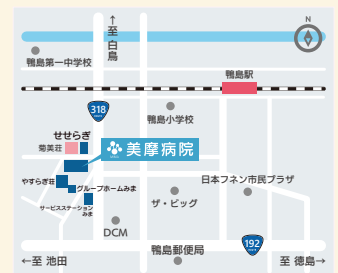 ↑至白鳥
N
鴨島第一中学校
鴨島駅
318
鴨島小学校
せせらぎ
菊美荘
美摩病院
やすらぎ荘
グループホームみま
サービスステーション
みま
日本フネン市民プラザ
ザ・ビッグ
DCM
鴨島郵便局
192
←至 池田
至 徳島→